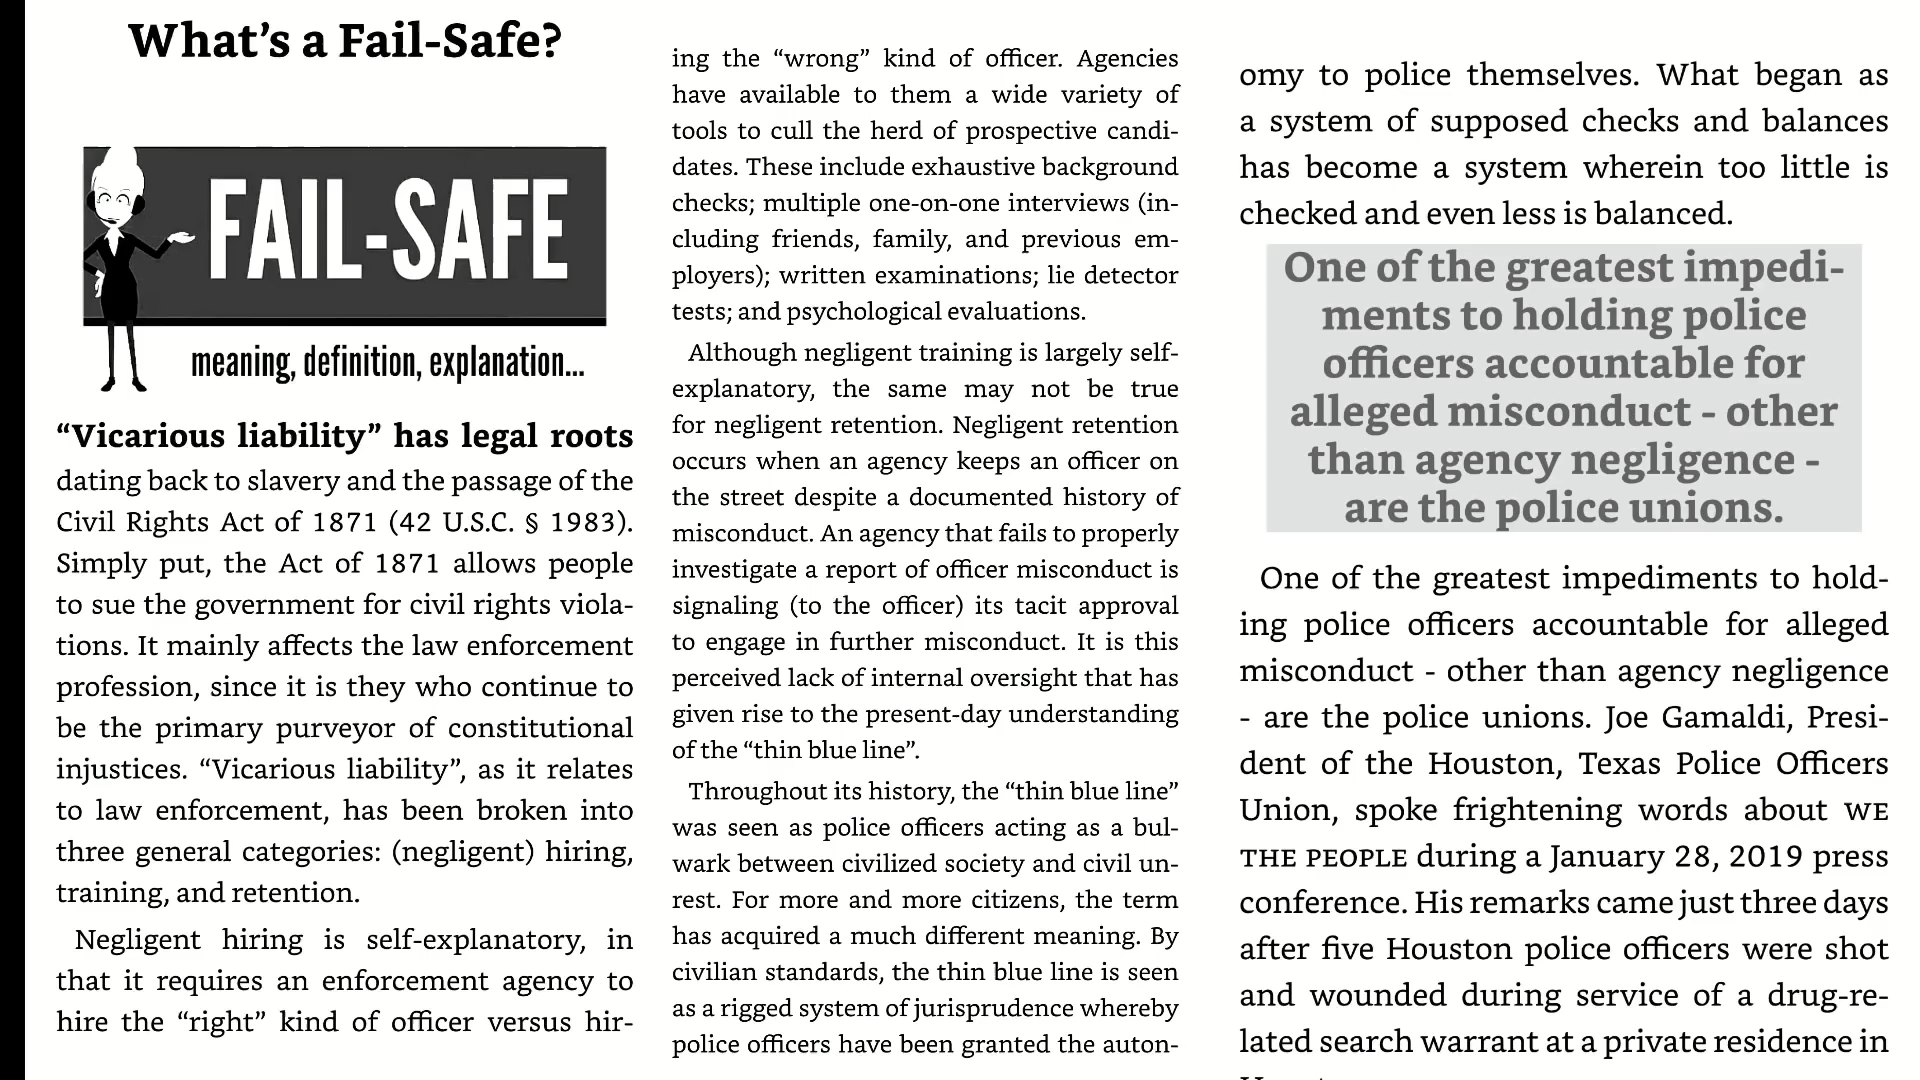 What’s a Fail-Safe?
FAIL-SAFE
meaning, definition, explanation...
“Vicarious liability” has legal roots
dating back to slavery and the passage of the
Civil Rights Act of 1871 (42 U.S.C. § 1983).
Simply put, the Act of 1871 allows people
to sue the government for civil rights viola-
tions. It mainly affects the law enforcement
profession, since it is they who continue to
be the primary purveyor of constitutional
injustices. “Vicarious liability”, as it relates
to law enforcement, has been broken into
three general categories: (negligent) hiring,
training, and retention.
Negligent hiring is self-explanatory, in
that it requires an enforcement agency to
hire the “right” kind of officer versus hir-
ing the “wrong” kind of officer. Agencies
have available to them a wide variety of
tools to cull the herd of prospective candi-
dates. These include exhaustive background
checks; multiple one-on-one interviews (in-
cluding friends, family, and previous em-
ployers); written examinations; lie detector
tests; and psychological evaluations.
Although negligent training is largely self-
explanatory, the same may not be true
for negligent retention. Negligent retention
occurs when an agency keeps an officer on
the street despite a documented history of
misconduct. An agency that fails to properly
investigate a report of officer misconduct is
signaling (to the officer) its tacit approval
to engage in further misconduct. It is this
perceived lack of internal oversight that has
given rise to the present-day understanding
of the “thin blue line”.
Throughout its history, the “thin blue line”
was seen as police officers acting as a bul-
wark between civilized society and civil un-
rest. For more and more citizens, the term
has acquired a much different meaning. By
civilian standards, the thin blue line is seen
as a rigged system of jurisprudence whereby
police officers have been granted the auton-
omy to police themselves. What began as
a system of supposed checks and balances
has become a system wherein too little is
checked and even less is balanced.
One of the greatest impedi-
ments to holding police
officers accountable for
alleged misconduct - other
than agency negligence -
are the police unions.
One of the greatest impediments to hold-
ing police officers accountable for alleged
misconduct - other than agency negligence
- are the police unions. Joe Gamaldi, Presi-
dent of the Houston, Texas Police Officers
Union, spoke frightening words about WE
THE PEOPLE during a January 28, 2019 press
conference. His remarks came just three days
after five Houston police officers were shot
and wounded during service of a drug-re-
lated search warrant at a private residence in